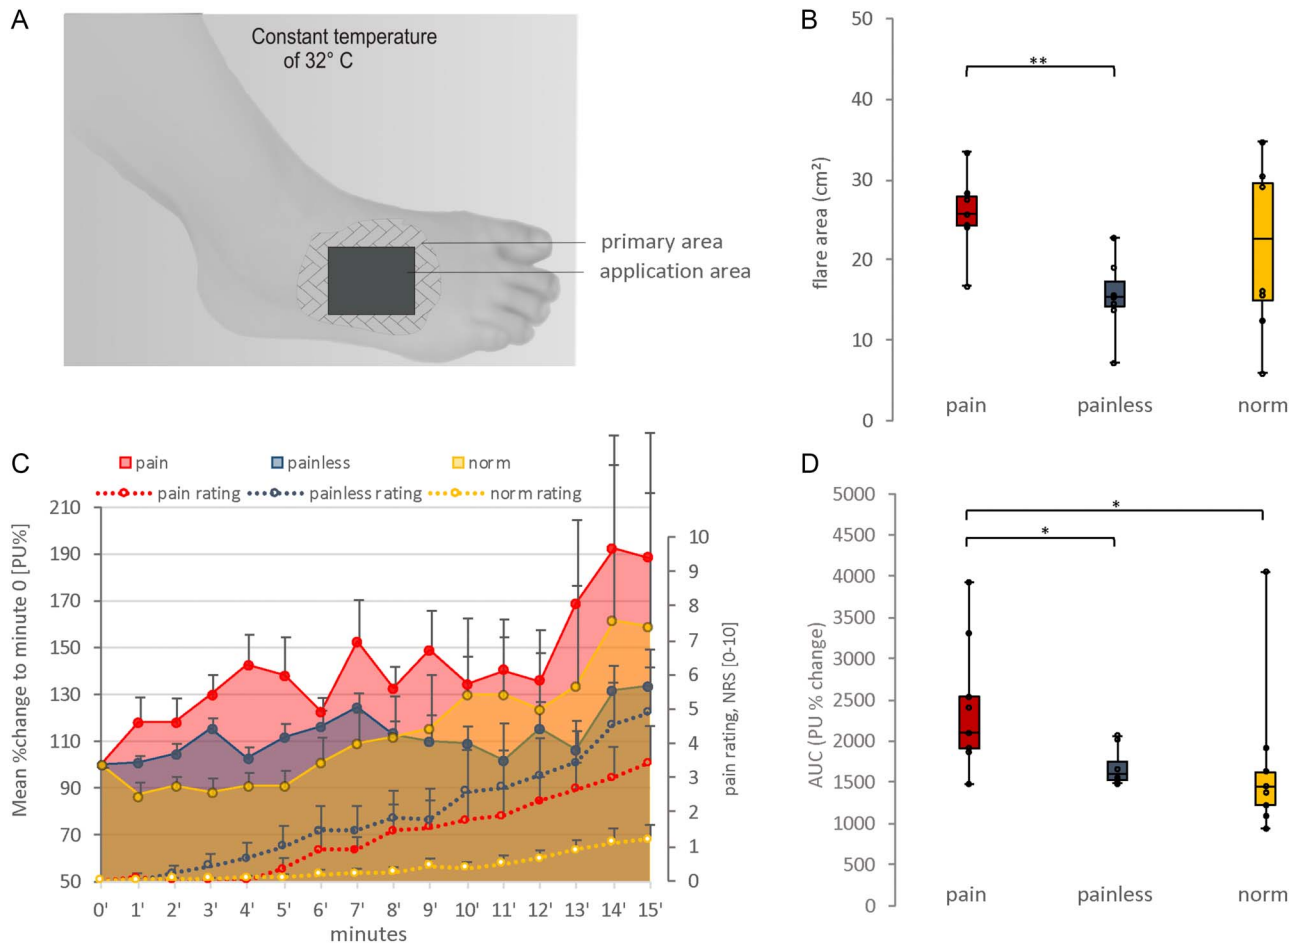 A
Constant temperature
of 32° C
primary area
application area
B
50
40
30
20
10
0
flare area (cm²)
**
pain
painless
norm
C
pain
painless
norm
pain rating
painless rating
norm rating
210
190
170
150
130
110
90
70
50
Mean %change to minute 0 [PU%]
10
9
8
7
6
5
4
3
2
1
0
pain rating, NRS [0-10]
0' 1' 2' 3' 4' 5' 6' 7' 8' 9' 10' 11' 12' 13' 14' 15'
minutes
D
5000
4500
4000
3500
3000
2500
2000
1500
1000
500
0
AUC (PU % change)
*
*
pain
painless
norm